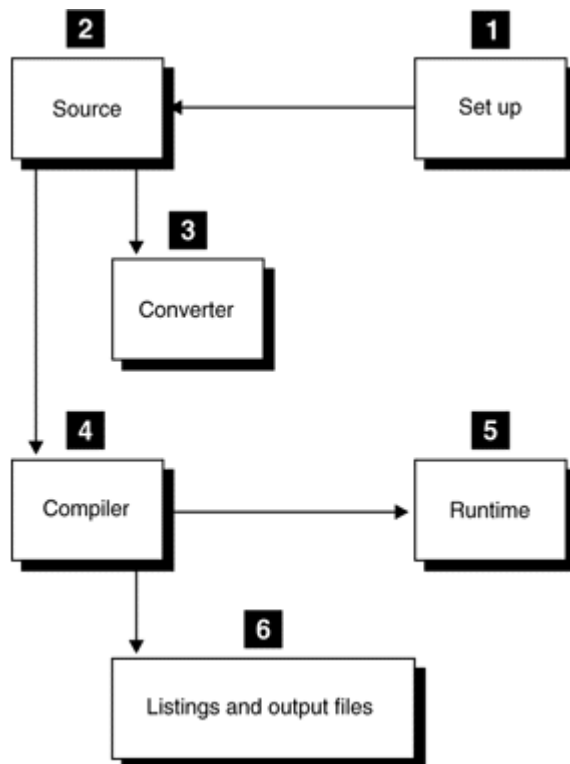 2
1
Source
Set up
3
Converter
4
5
Compiler
Runtime
6
Listings and output files